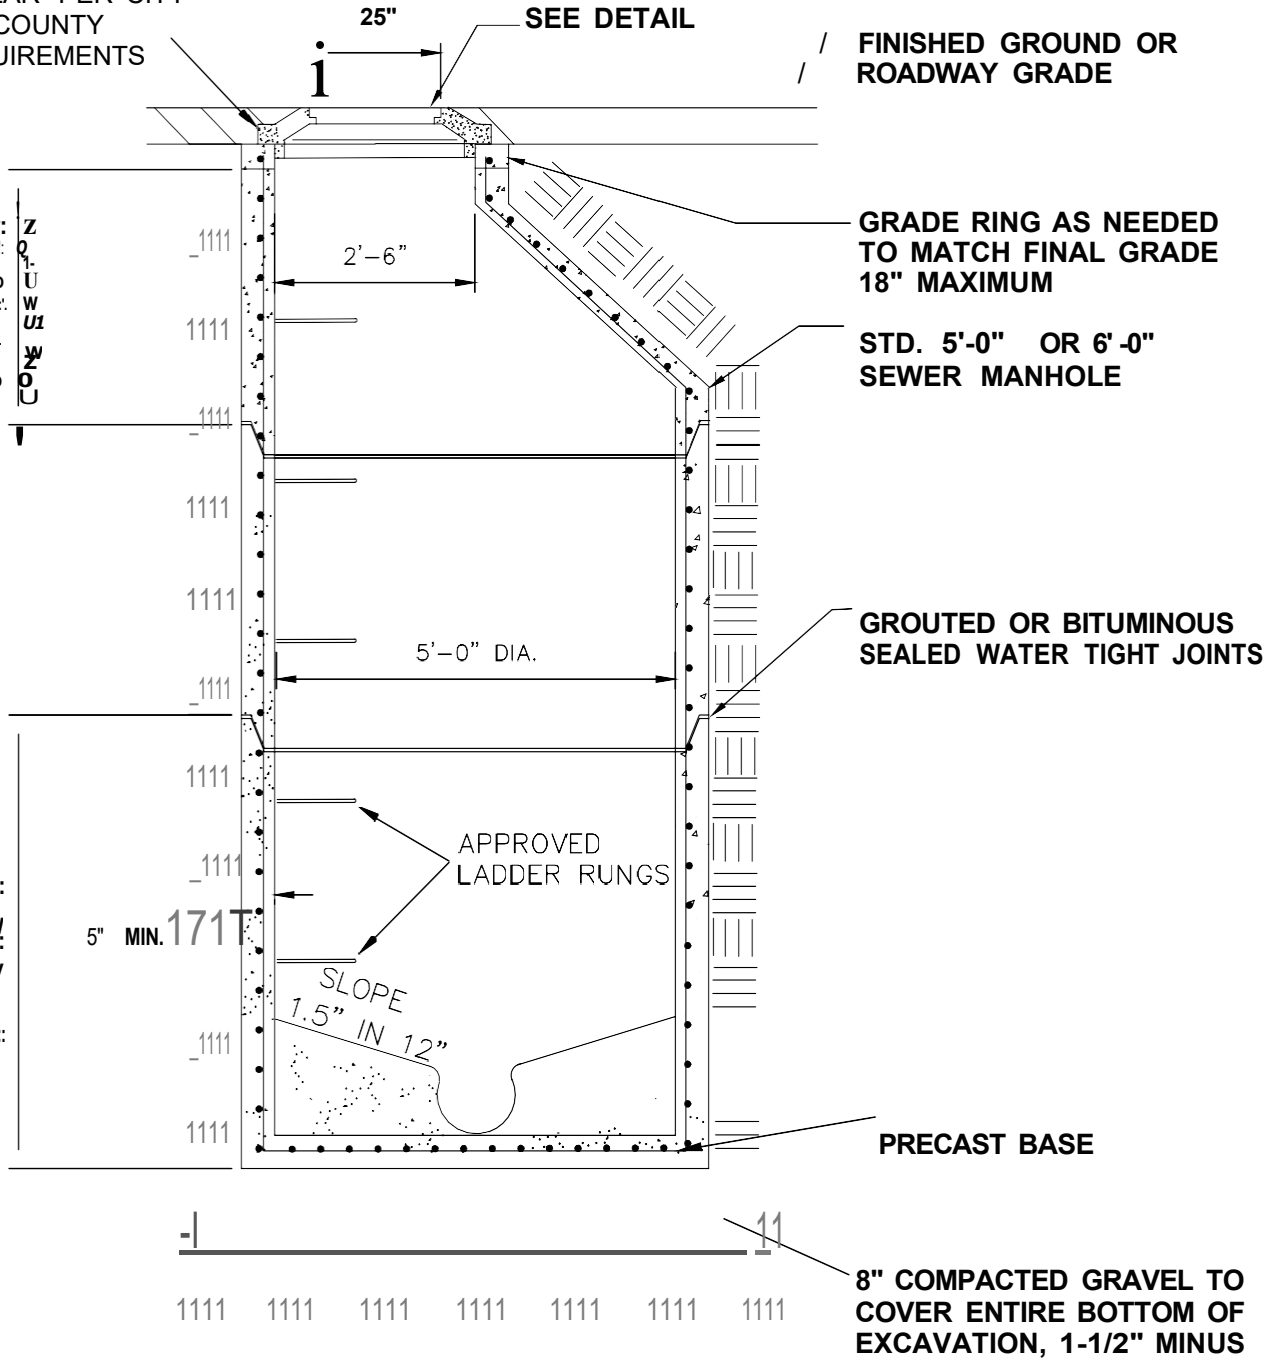 COUNTY
25"
SEE DETAIL
FINISHED GROUND OR
ROADWAY GRADE
2'-6"
GRADE RING AS NEEDED
TO MATCH FINAL GRADE
18" MAXIMUM
STD. 5'-0" OR 6'-0"
SEWER MANHOLE
GROUTED OR BITUMINOUS
SEALED WATER TIGHT JOINTS
5'-0" DIA.
APPROVED
LADDER RUNGS
5" MIN.
SLOPE
1.5" IN 12"
PRECAST BASE
8" COMPACTED GRAVEL TO
COVER ENTIRE BOTTOM OF
EXCAVATION, 1-1/2" MINUS